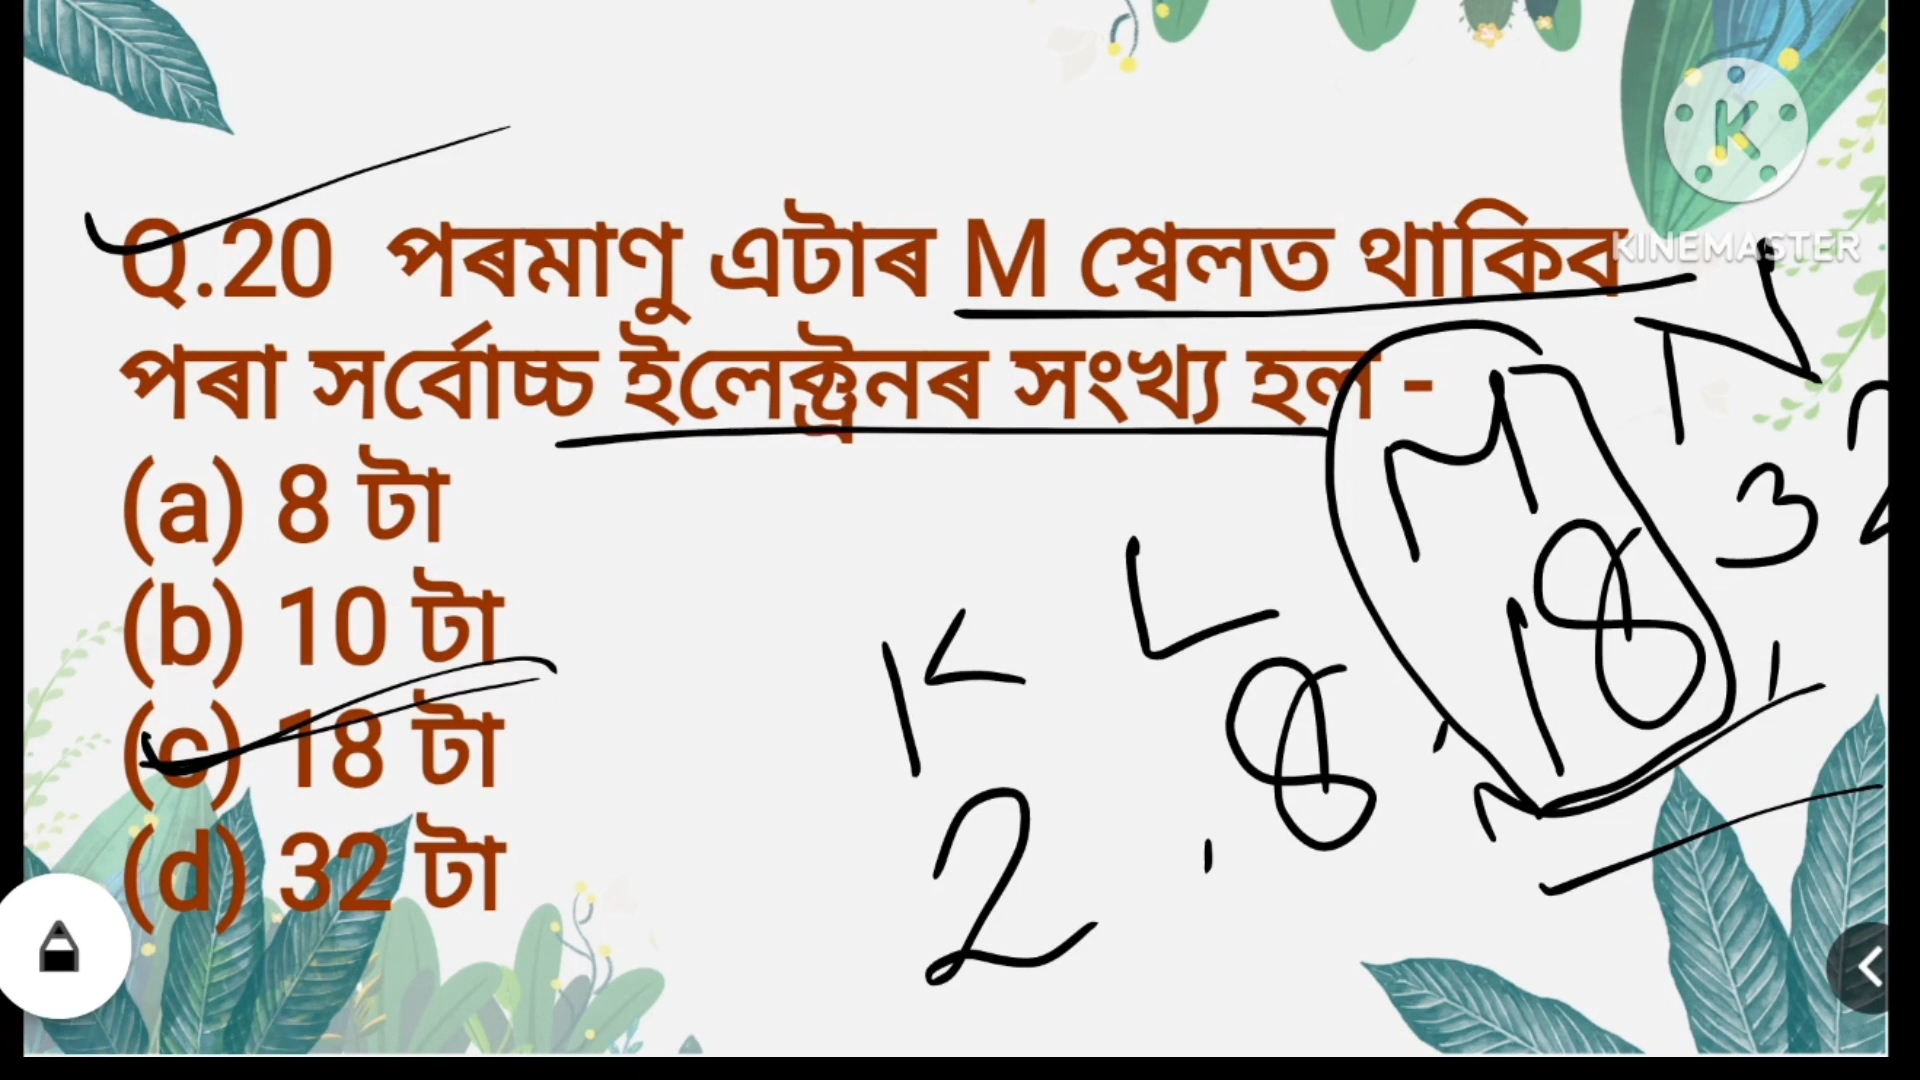 Q.20 পৰমাণু এটাৰ M শ্বেলত থাকিব
KINEMASTER
পৰা সৰ্বোচ্চ ইলেক্ট্ৰনৰ সংখ্য হল -
(a) 8 টা
(b) 10 টা
(c) 18 টা
(d) 32 টা
K L M N
2, 8, 18, 32